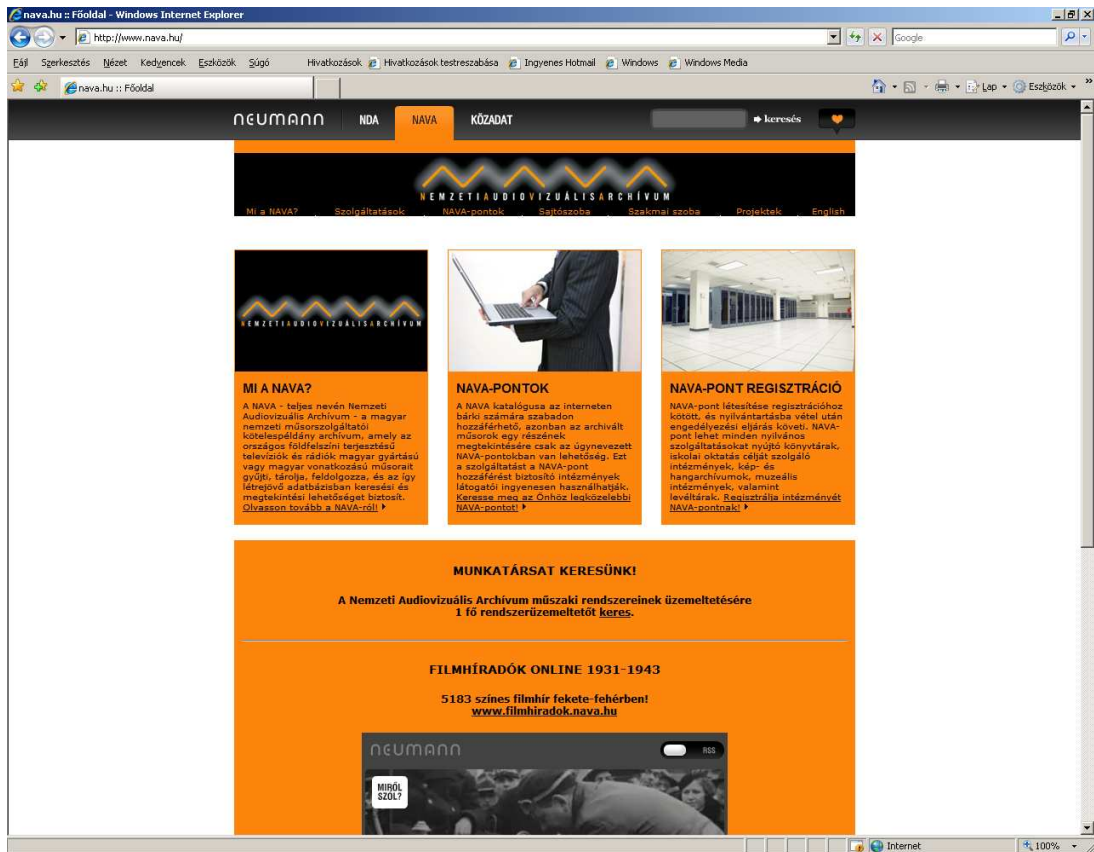 nava.hu :: Főoldal - Windows Internet Explorer
http://www.nava.hu/
Google
Fájl Szerkesztés Nézet Kedvencek Eszközök Súgó Hivatkozások Hivatkozások testreszabása Ingyenes Hotmail Windows Windows Media
nava.hu :: Főoldal
Lap Eszközök
neumann NDA NAVA KÖZADAT keresés
NEMZETI AUDIOVIZUÁLIS ARCHÍVUM
Mi a NAVA? Szolgáltatások NAVA-pontok Sajtószoba Szakmai szoba Projektek English
NEMZETI AUDIOVIZUÁLIS ARCHÍVUM
MI A NAVA?
A NAVA - teljes nevén Nemzeti
Audiovizuális Archívum - a magyar
nemzeti műsorszolgáltatói
kötelespéldány archívum, amely az
országos földfelszíni terjesztésű
televíziók és rádiók magyar gyártású
vagy magyar vonatkozású műsorait
gyűjti, tárolja, feldolgozza, és az így
létrejövő adatbázisban keresési és
megtekintési lehetőséget biztosít.
Olvasson tovább a NAVA-ról!
NAVA-PONTOK
A NAVA katalógusa az interneten
bárki számára szabadon
hozzáférhető, azonban az archivált
műsorok egy részének
megtekintésére csak az úgynevezett
NAVA-pontokban van lehetőség. Ezt
a szolgáltatást a NAVA-pont
hozzáférést biztosító intézmények
látogatói ingyenesen használhatják.
Keresse meg az Önhöz legközelebbi
NAVA-pontot!
NAVA-PONT REGISZTRÁCIÓ
NAVA-pont létesítése regisztrációhoz
kötött, és nyilvántartásba vétel után
engedélyezési eljárás követi. NAVA-
pont lehet minden nyilvános
szolgáltatásokat nyújtó könyvtárak,
iskolai oktatás célját szolgáló
intézmények, kép- és
hangarchívumok, muzeális
intézmények, valamint
levéltárak. Regisztrálja intézményét
NAVA-pontnak!
MUNKATÁRSAT KERESÜNK!
A Nemzeti Audiovizuális Archívum műszaki rendszereinek üzemeltetésére
1 fő rendszerüzemeltetőt keres.
FILMHÍRADÓK ONLINE 1931-1943
5183 színes filmhír fekete-fehérben!
www.filmhiradok.nava.hu
neumann RSS
MIRŐL
SZÓL?
Internet 100%